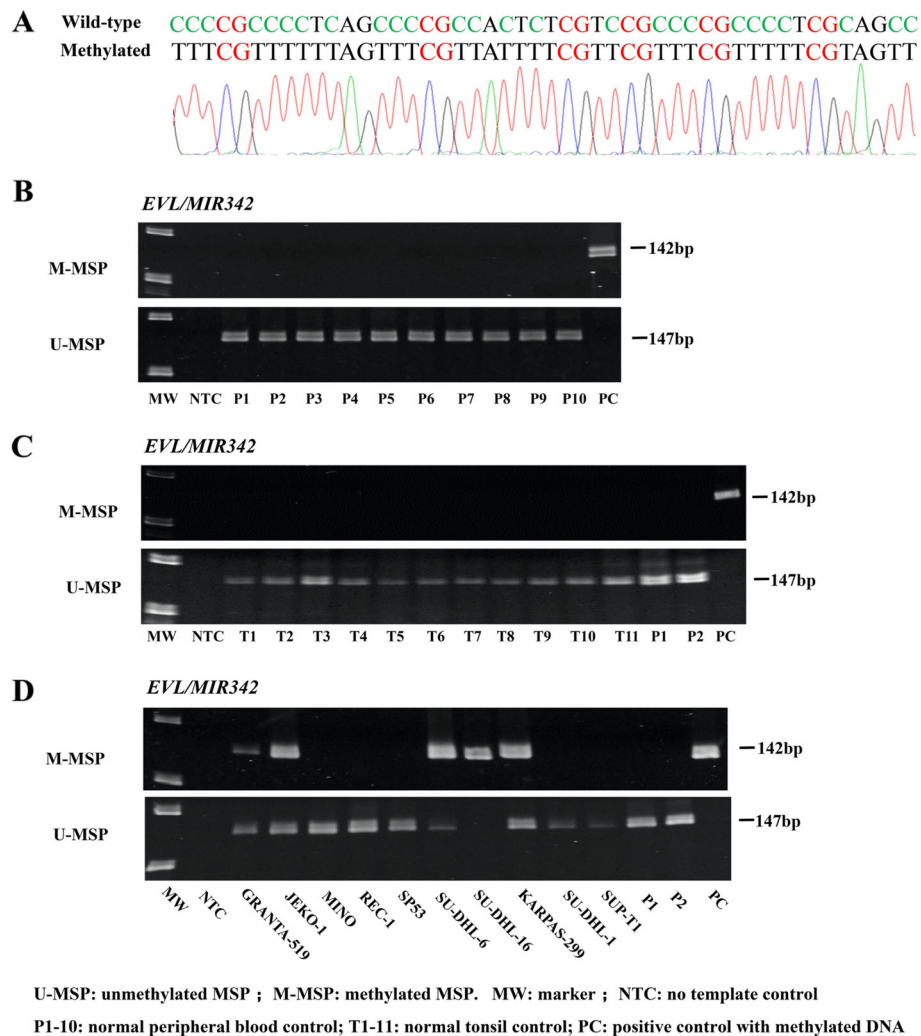 A
Wild-type CCCCGCCCCTCAGCCCCGCCACTCTCGTCCGCCCCGCCCCTCGCAGCC
Methylated TTTCGTTTTTTAGTTTCGTTATTTTCGTTCGTTTCGTTTTTCGTAGTT
B
EVL/MIR342
M-MSP
142bp
U-MSP
147bp
MW NTC P1 P2 P3 P4 P5 P6 P7 P8 P9 P10 PC
C
EVL/MIR342
M-MSP
142bp
U-MSP
147bp
MW NTC T1 T2 T3 T4 T5 T6 T7 T8 T9 T10 T11 P1 P2 PC
D
EVL/MIR342
M-MSP
142bp
U-MSP
147bp
MW NTC GRANTA-519 JEKO-1 MINO REC-1 SP53 SU-DHL-6 SU-DHL-16 KARPAS-299 SU-DHL-1 SUP-T1 P1 P2 PC
U-MSP: unmethylated MSP ; M-MSP: methylated MSP. MW: marker ; NTC: no template control
P1-10: normal peripheral blood control; T1-11: normal tonsil control; PC: positive control with methylated DNA